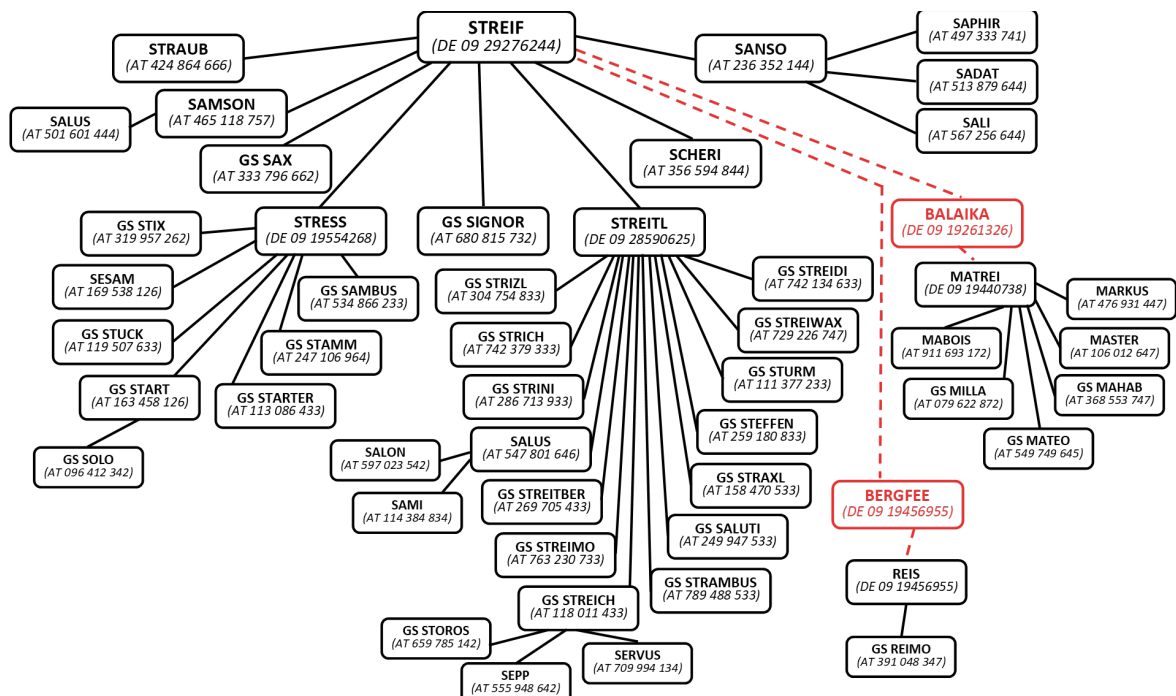 STREIF
(DE 09 29276244)
STRAUB
(AT 424 864 666)
SANSO
(AT 236 352 144)
SAPHIR
(AT 497 333 741)
SADAT
(AT 513 879 644)
SALI
(AT 567 256 644)
SAMSON
(AT 465 118 757)
SALUS
(AT 501 601 444)
GS SAX
(AT 333 796 662)
SCHERI
(AT 356 594 844)
STRESS
(DE 09 19554268)
GS SIGNOR
(AT 680 815 732)
STREITL
(DE 09 28590625)
BALAIKA
(DE 09 19261326)
GS STIX
(AT 319 957 262)
SESAM
(AT 169 538 126)
GS STUCK
(AT 119 507 633)
GS START
(AT 163 458 126)
GS SOLO
(AT 096 412 342)
GS STARTER
(AT 113 086 433)
GS STAMM
(AT 247 106 964)
GS SAMBUS
(AT 534 866 233)
GS STRIZL
(AT 304 754 833)
GS STRICH
(AT 742 379 333)
GS STRINI
(AT 286 713 933)
SALUS
(AT 547 801 646)
SALON
(AT 597 023 542)
SAMI
(AT 114 384 834)
GS STREITBER
(AT 269 705 433)
GS STREIMO
(AT 763 230 733)
GS STREICH
(AT 118 011 433)
GS STOROS
(AT 659 785 142)
SEPP
(AT 555 948 642)
SERVUS
(AT 709 994 134)
GS STREIDI
(AT 742 134 633)
GS STREIWAX
(AT 729 226 747)
GS STURM
(AT 111 377 233)
GS STEFFEN
(AT 259 180 833)
GS STRAXL
(AT 158 470 533)
GS SALUTI
(AT 249 947 533)
GS STRAMBUS
(AT 789 488 533)
MATREI
(DE 09 19440738)
MARKUS
(AT 476 931 447)
MABOIS
(AT 911 693 172)
MASTER
(AT 106 012 647)
GS MILLA
(AT 079 622 872)
GS MAHAB
(AT 368 553 747)
GS MATEO
(AT 549 749 645)
BERGFEE
(DE 09 19456955)
REIS
(DE 09 19456955)
GS REIMO
(AT 391 048 347)